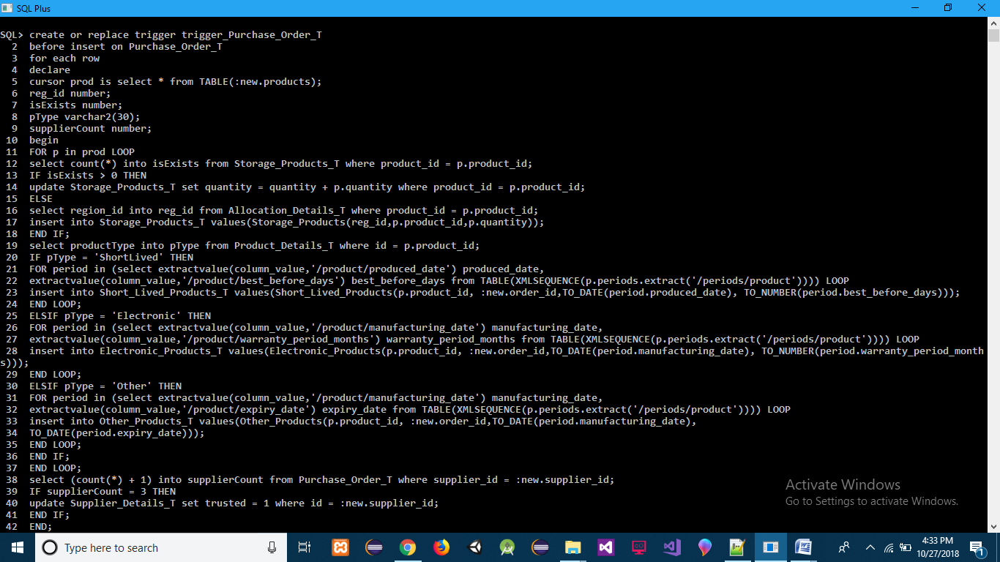 SQL Plus
SQL> create or replace trigger trigger_Purchase_Order_T
2 before insert on Purchase_Order_T
3 for each row
4 declare
5 cursor prod is select * from TABLE(:new.products);
6 reg_id number;
7 isExists number;
8 pType varchar2(30);
9 supplierCount number;
10 begin
11 FOR p in prod LOOP
12 select count(*) into isExists from Storage_Products_T where product_id = p.product_id;
13 IF isExists > 0 THEN
14 update Storage_Products_T set quantity = quantity + p.quantity where product_id = p.product_id;
15 ELSE
16 select region_id into reg_id from Allocation_Details_T where product_id = p.product_id;
17 insert into Storage_Products_T values(Storage_Products(reg_id,p.product_id,p.quantity));
18 END IF;
19 select productType into pType from Product_Details_T where id = p.product_id;
20 IF pType = 'ShortLived' THEN
21 FOR period in (select extractvalue(column_value,'/product/produced_date') produced_date,
22 extractvalue(column_value,'/product/best_before_days') best_before_days from TABLE(XMLSEQUENCE(p.periods.extract('/periods/product')))) LOOP
23 insert into Short_Lived_Products_T values(Short_Lived_Products(p.product_id, :new.order_id,TO_DATE(period.produced_date), TO_NUMBER(period.best_before_days)));
24 END LOOP;
25 ELSIF pType = 'Electronic' THEN
26 FOR period in (select extractvalue(column_value,'/product/manufacturing_date') manufacturing_date,
27 extractvalue(column_value,'/product/warranty_period_months') warranty_period_months from TABLE(XMLSEQUENCE(p.periods.extract('/periods/product')))) LOOP
28 insert into Electronic_Products_T values(Electronic_Products(p.product_id, :new.order_id,TO_DATE(period.manufacturing_date), TO_NUMBER(period.warranty_period_month
s)));
29 END LOOP;
30 ELSIF pType = 'Other' THEN
31 FOR period in (select extractvalue(column_value,'/product/manufacturing_date') manufacturing_date,
32 extractvalue(column_value,'/product/expiry_date') expiry_date from TABLE(XMLSEQUENCE(p.periods.extract('/periods/product')))) LOOP
33 insert into Other_Products_T values(Other_Products(p.product_id, :new.order_id,TO_DATE(period.manufacturing_date),
34 TO_DATE(period.expiry_date)));
35 END LOOP;
36 END IF;
37 END LOOP;
38 select (count(*) + 1) into supplierCount from Purchase_Order_T where supplier_id = :new.supplier_id;
39 IF supplierCount = 3 THEN
40 update Supplier_Details_T set trusted = 1 where id = :new.supplier_id;
41 END IF;
42 END;
Activate Windows
Go to Settings to activate Windows.
Type here to search
4:33 PM
10/27/2018
1